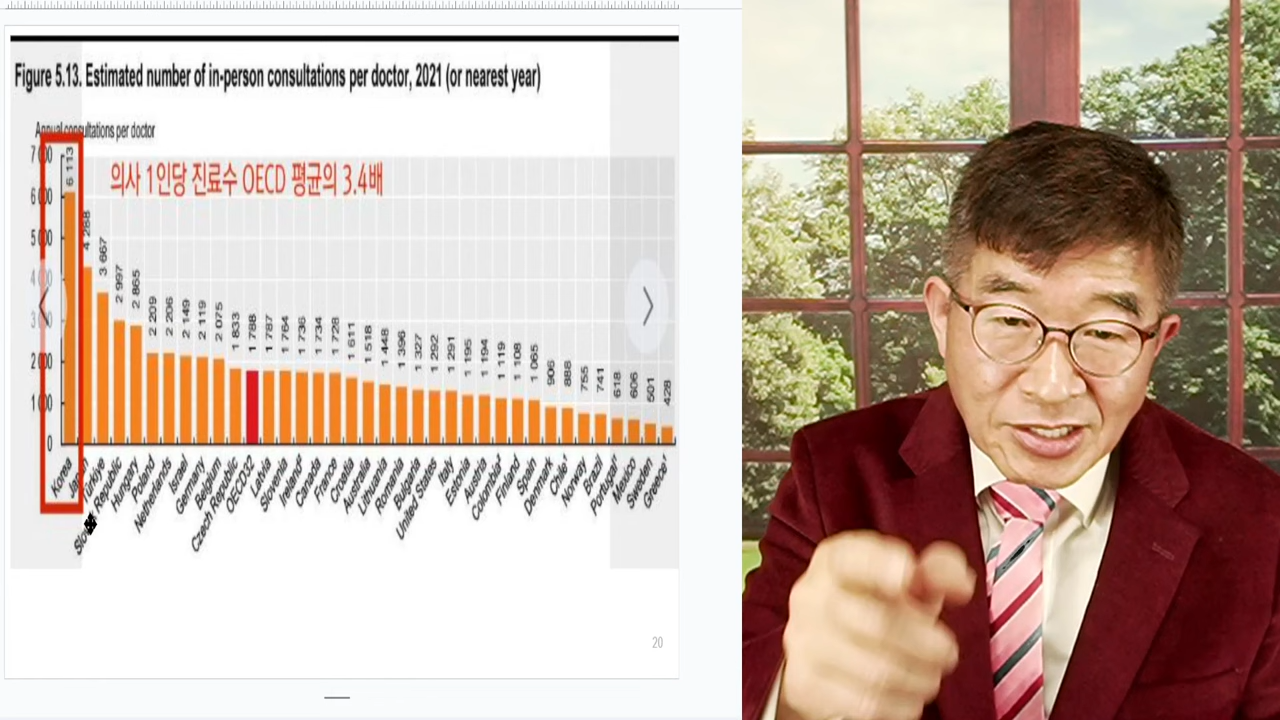 Figure 5.13. Estimated number of in-person consultations per doctor, 2021 (or nearest year)
Annual consultations per doctor
의사 1인당 진료수 OECD 평균의 3.4배
7 000
6 000
5 000
4 000
3 000
2 000
1 000
0
6 113
4 288
3 667
2 997
2 865
2 209
2 206
2 149
2 119
2 075
1 833
1 788
1 787
1 764
1 736
1 734
1 728
1 611
1 518
1 448
1 396
1 327
1 292
1 291
1 195
1 194
1 119
1 108
1 065
906
888
755
741
618
606
501
428
Korea
Japan
Türkiye
Slovak Republic
Hungary
Poland
Netherlands
Israel
Germany
Belgium
Czech Republic
OECD32
Latvia
Slovenia
Ireland²
Canada
France
Croatia
Australia
Lithuania
Romania
Bulgaria
United States
Italy
Estonia
Austria
Colombia²
Finland
Spain
Denmark
Chile¹
Norway
Brazil
Portugal¹
Mexico
Sweden
Greece¹
20